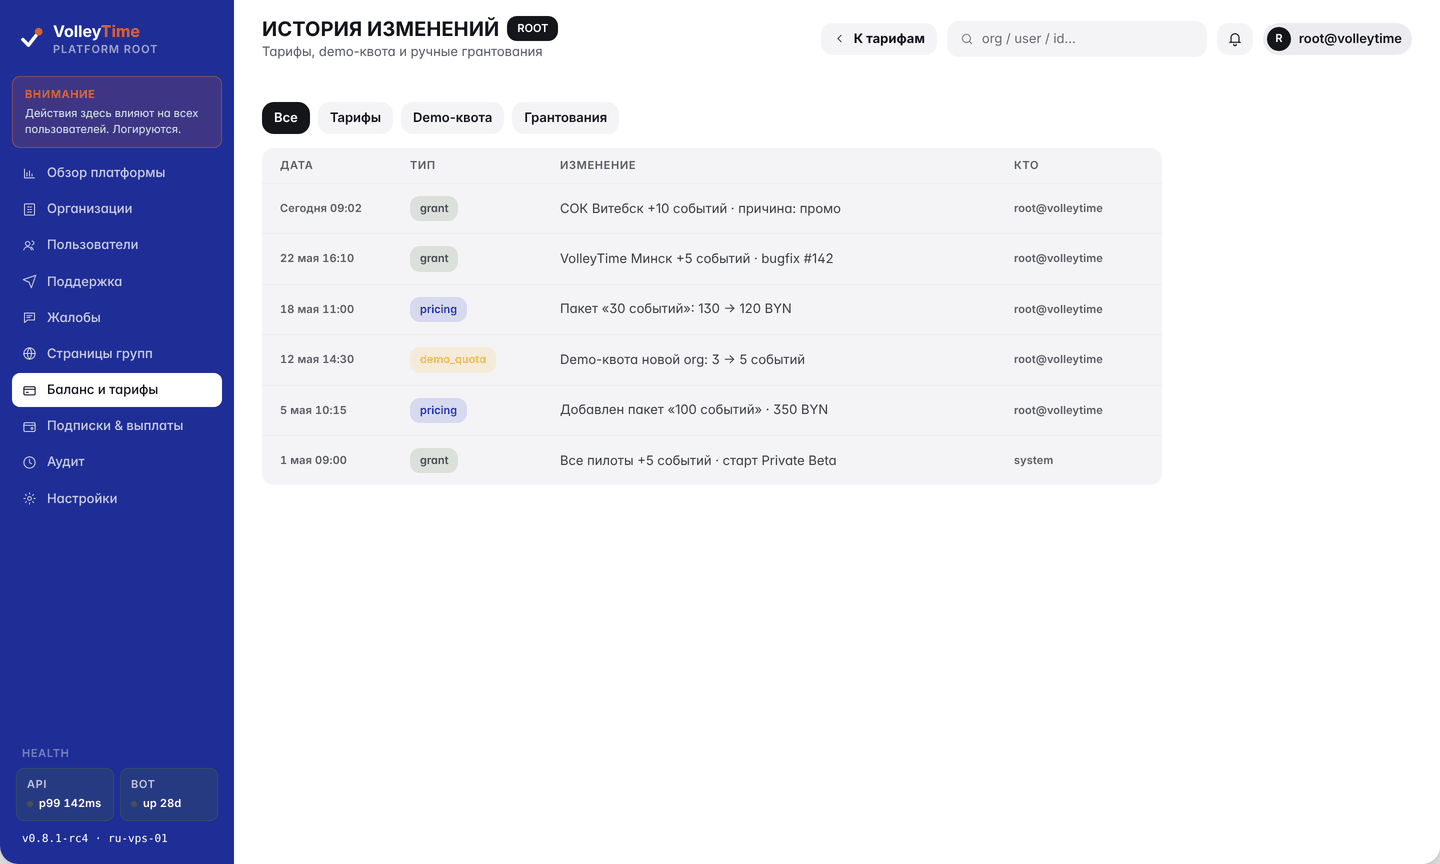 VolleyTime
PLATFORM ROOT
ВНИМАНИЕ
Действия здесь влияют на всех
пользователей. Логируются.
Обзор платформы
Организации
Пользователи
Поддержка
Жалобы
Страницы групп
Баланс и тарифы
Подписки & выплаты
Аудит
Настройки
HEALTH
API
p99 142ms
BOT
up 28d
v0.8.1-rc4 · ru-vps-01
ИСТОРИЯ ИЗМЕНЕНИЙ ROOT
Тарифы, demo-квота и ручные грантования
К тарифам
org / user / id...
R root@volleytime
Все Тарифы Demo-квота Грантования
ДАТА ТИП ИЗМЕНЕНИЕ КТО
Сегодня 09:02 grant СОК Витебск +10 событий · причина: промо root@volleytime
22 мая 16:10 grant VolleyTime Минск +5 событий · bugfix #142 root@volleytime
18 мая 11:00 pricing Пакет «30 событий»: 130 → 120 BYN root@volleytime
12 мая 14:30 demo_quota Demo-квота новой org: 3 → 5 событий root@volleytime
5 мая 10:15 pricing Добавлен пакет «100 событий» · 350 BYN root@volleytime
1 мая 09:00 grant Все пилоты +5 событий · старт Private Beta system